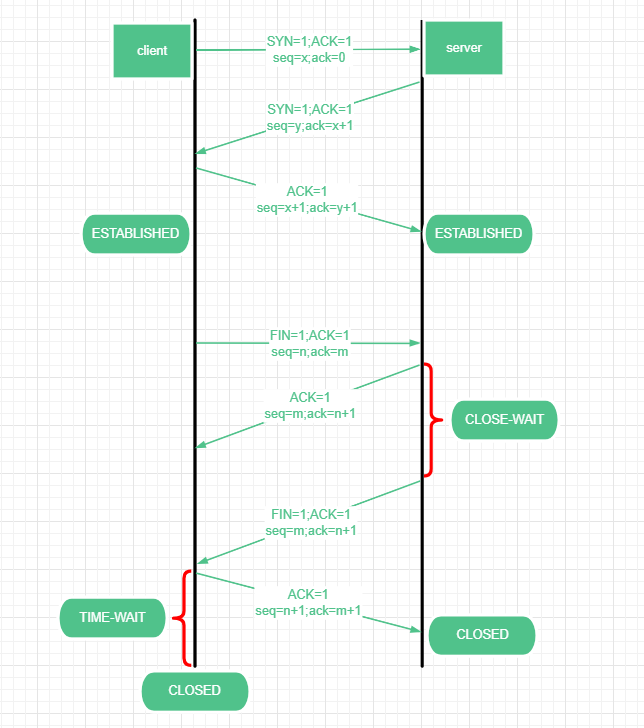 client
SYN=1;ACK=1
seq=x;ack=0
server
SYN=1;ACK=1
seq=y;ack=x+1
ACK=1
seq=x+1;ack=y+1
ESTABLISHED
ESTABLISHED
FIN=1;ACK=1
seq=n;ack=m
ACK=1
seq=m;ack=n+1
CLOSE-WAIT
FIN=1;ACK=1
seq=m;ack=n+1
ACK=1
seq=n+1;ack=m+1
TIME-WAIT
CLOSED
CLOSED